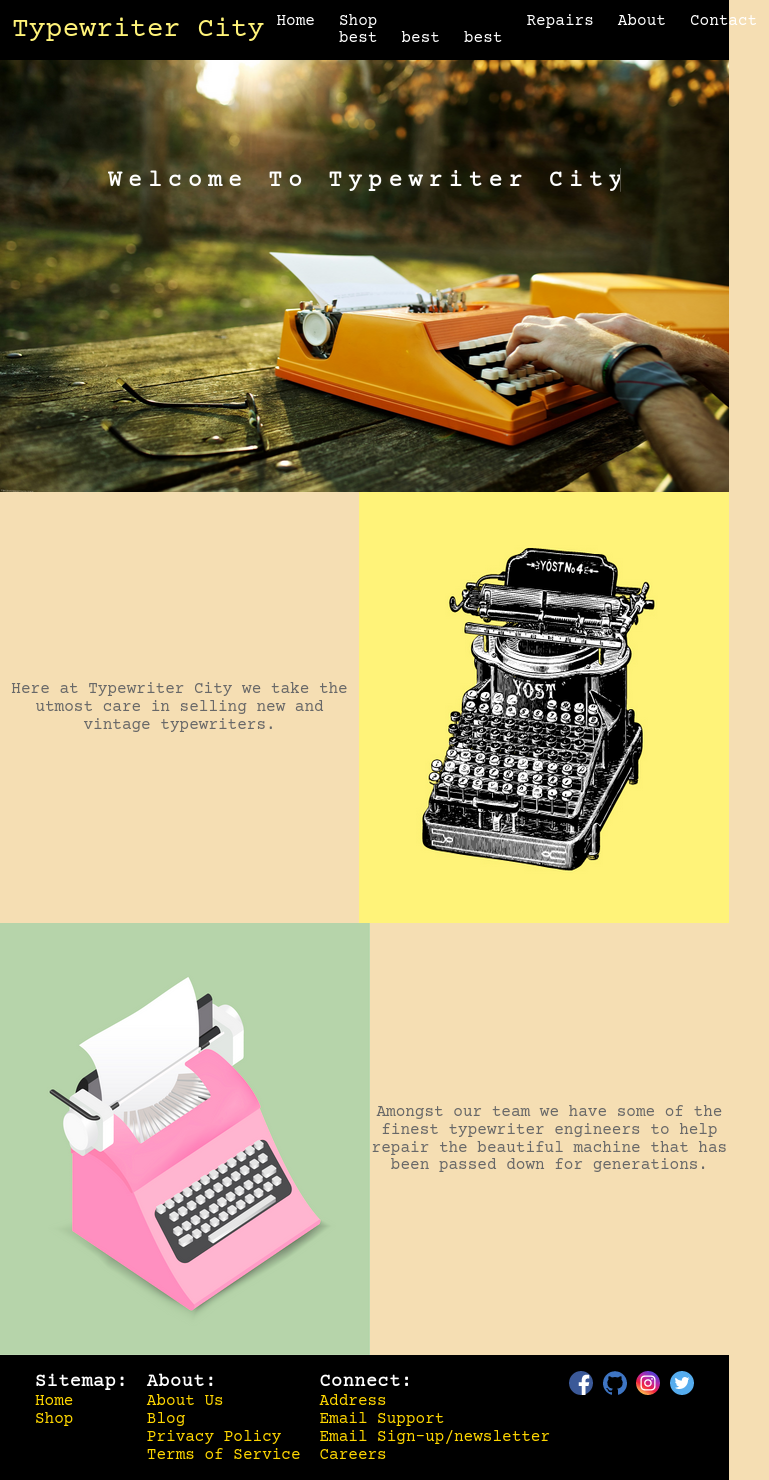 Typewriter City
Home Shop Repairs About Contact
best best best
Welcome To Typewriter City
YÖST No 4
YÖST
Here at Typewriter City we take the
utmost care in selling new and
vintage typewriters.
Amongst our team we have some of the
finest typewriter engineers to help
repair the beautiful machine that has
been passed down for generations.
Sitemap: About: Connect:
Home About Us Address
Shop Blog Email Support
Privacy Policy Email Sign-up/newsletter
Terms of Service Careers